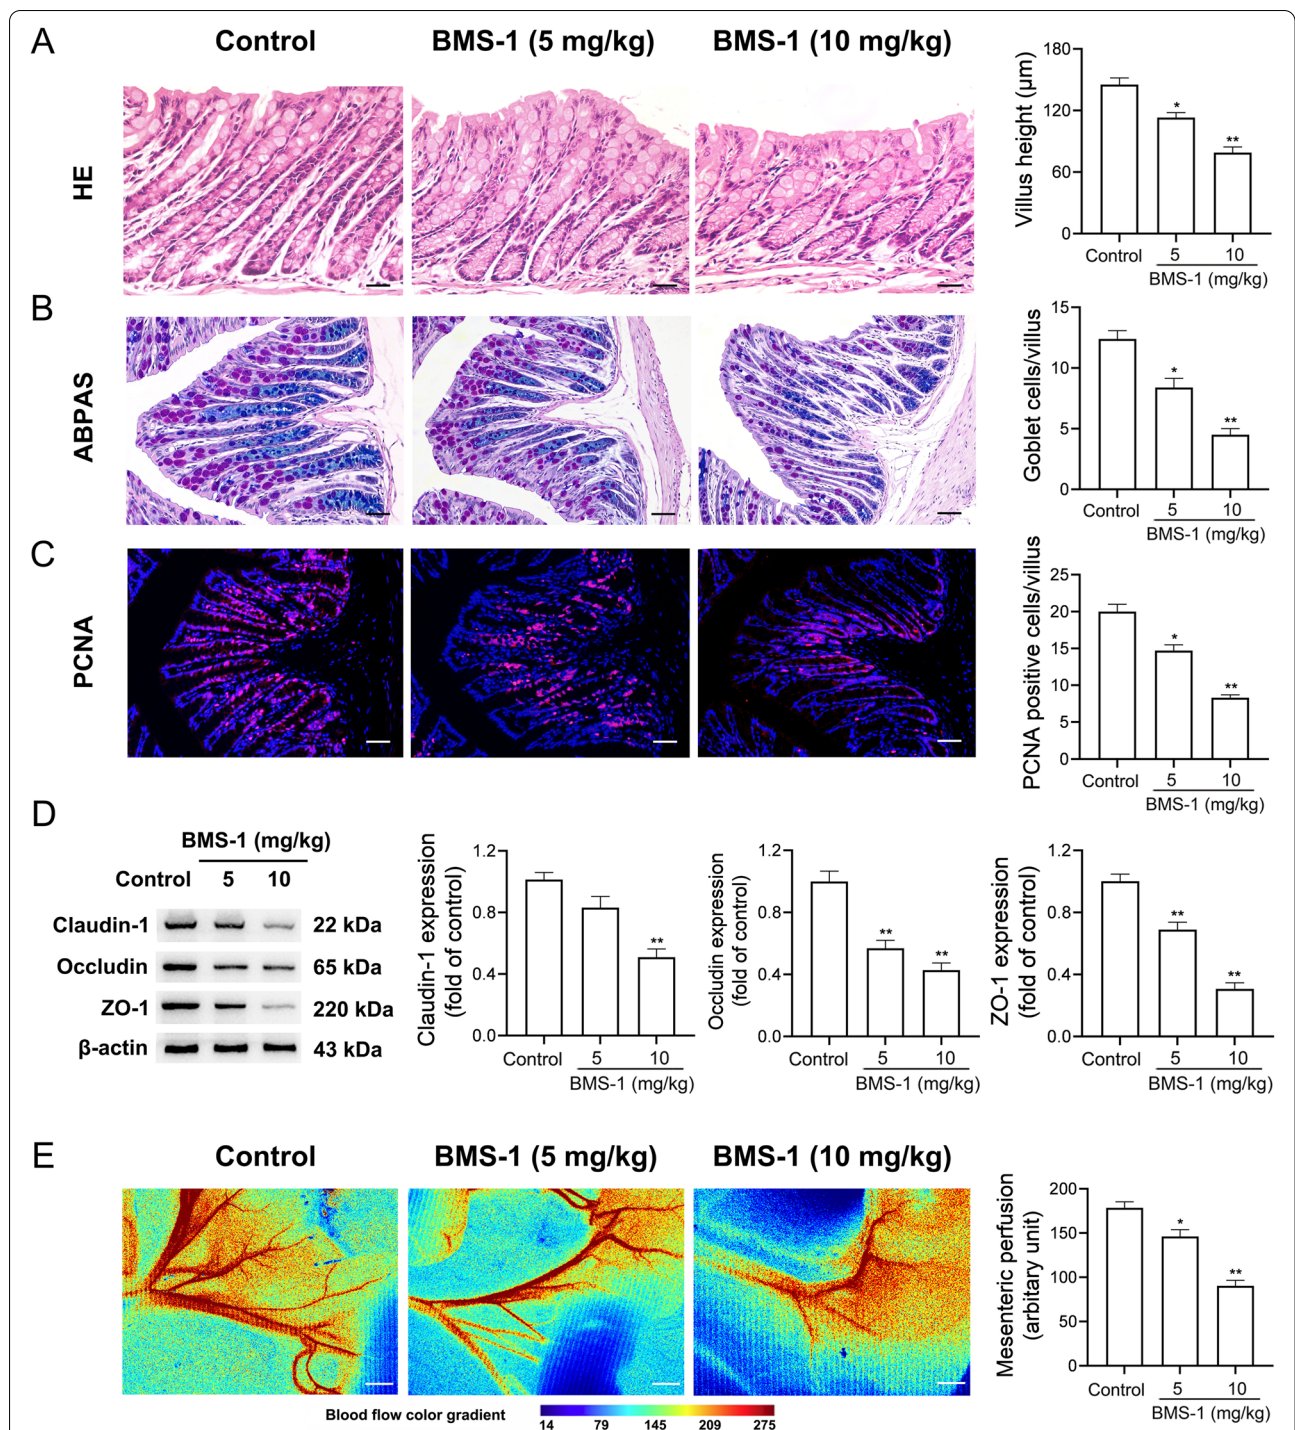 A
Control
BMS-1 (5 mg/kg)
BMS-1 (10 mg/kg)
HE
Villus height (μm)
180
120
60
0
Control
5
10
BMS-1 (mg/kg)
B
ABPAS
Goblet cells/villus
15
10
5
0
Control
5
10
BMS-1 (mg/kg)
*
**
*
**
C
PCNA
PCNA positive cells/villus
25
20
15
10
5
0
*
**
Control
5
10
BMS-1 (mg/kg)
D
BMS-1 (mg/kg)
Control
5
10
Claudin-1
22 kDa
Occludin
65 kDa
ZO-1
220 kDa
β-actin
43 kDa
Claudin-1 expression
(fold of control)
1.2
0.8
0.4
0.0
**
Control
5
10
BMS-1 (mg/kg)
Occludin expression
(fold of control)
1.2
0.8
0.4
0.0
**
**
Control
5
10
BMS-1 (mg/kg)
ZO-1 expression
(fold of control)
1.2
0.8
0.4
0.0
**
**
Control
5
10
BMS-1 (mg/kg)
E
Control
BMS-1 (5 mg/kg)
BMS-1 (10 mg/kg)
Mesenteric perfusion
(arbitary unit)
200
150
100
50
0
*
**
Control
5
10
BMS-1 (mg/kg)
Blood flow color gradient
14
79
145
209
275